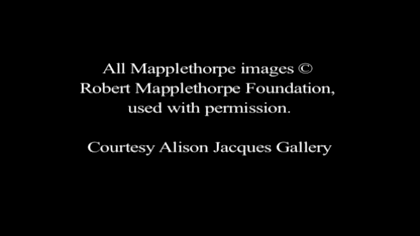 All Mapplethorpe images ©
Robert Mapplethorpe Foundation,
used with permission.
Courtesy Alison Jacques Gallery